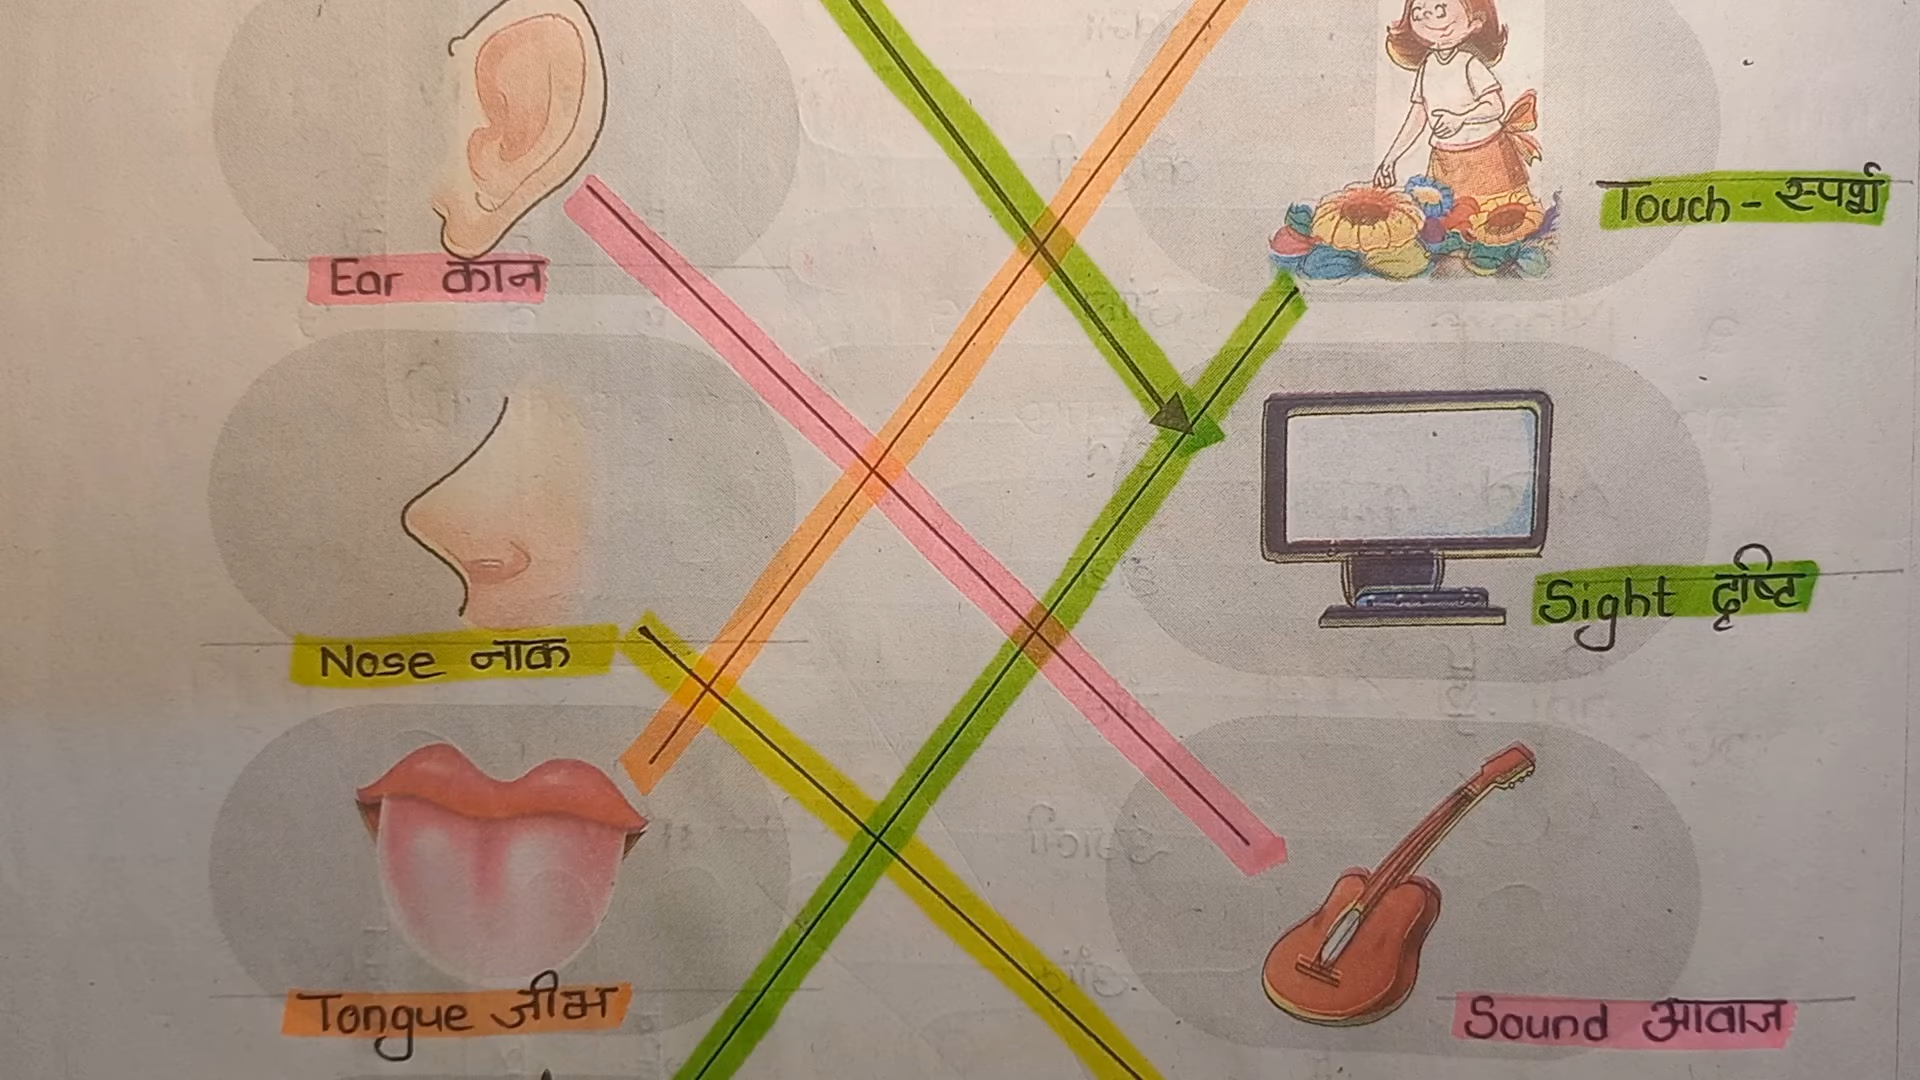 Touch - स्पर्श
Ear कान
Sight दृष्टि
Nose नाक
Tongue जीभ
Sound आवाज